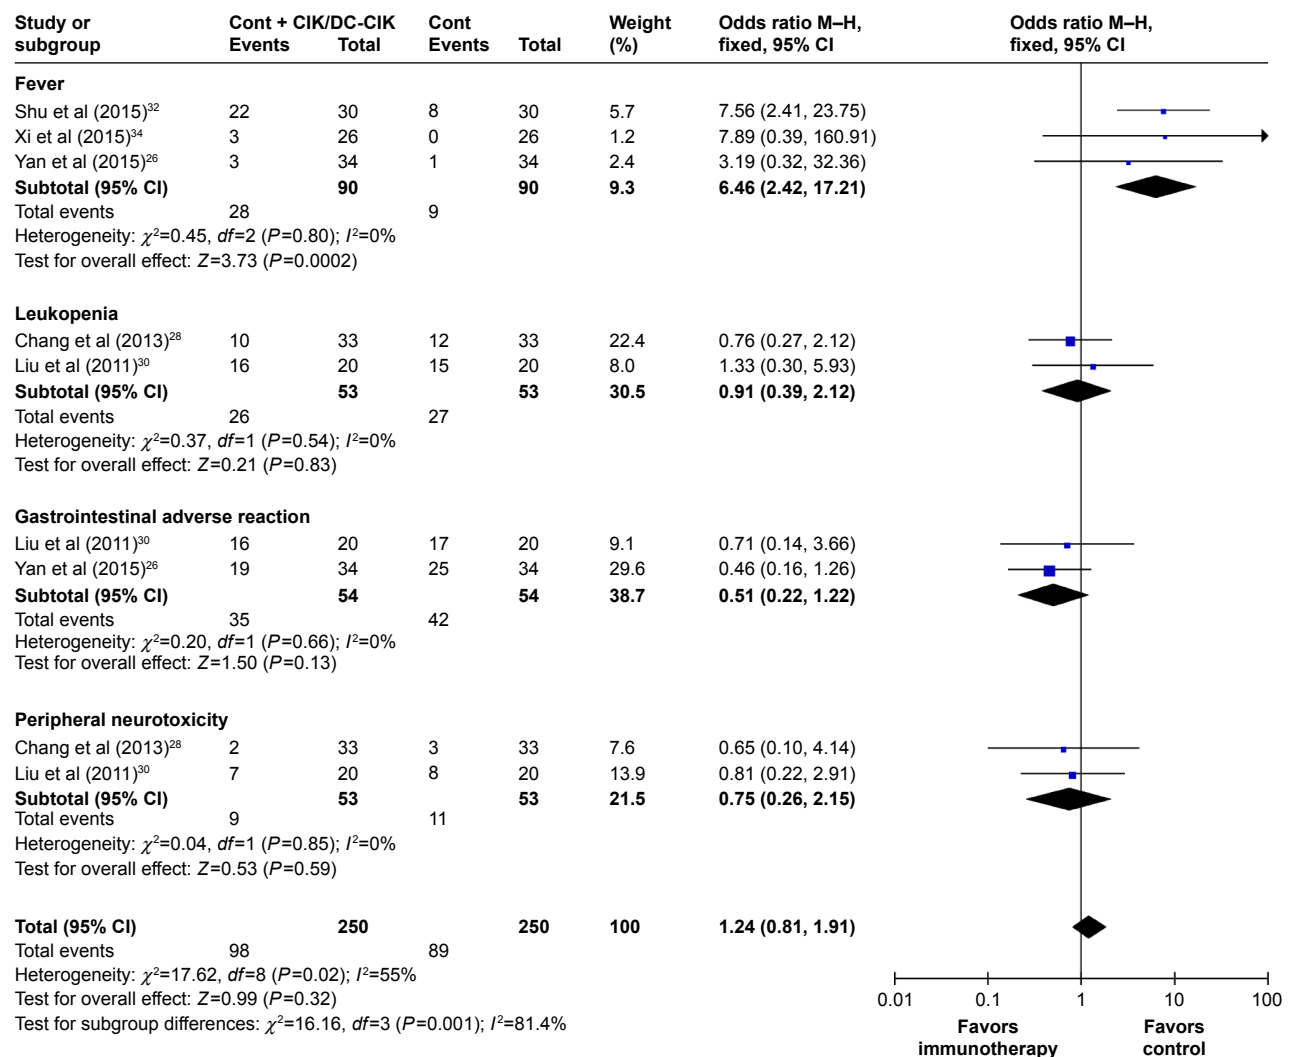 Study or Cont + CIK/DC-CIK Cont Weight Odds ratio M–H, Odds ratio M–H,
subgroup Events Total Events Total (%) fixed, 95% CI fixed, 95% CI
Fever
Shu et al (2015)32 22 30 8 30 5.7 7.56 (2.41, 23.75)
Xi et al (2015)34 3 26 0 26 1.2 7.89 (0.39, 160.91)
Yan et al (2015)26 3 34 1 34 2.4 3.19 (0.32, 32.36)
Subtotal (95% CI) 90 90 9.3 6.46 (2.42, 17.21)
Total events 28 9
Heterogeneity: χ2=0.45, df=2 (P=0.80); I2=0%
Test for overall effect: Z=3.73 (P=0.0002)
Leukopenia
Chang et al (2013)28 10 33 12 33 22.4 0.76 (0.27, 2.12)
Liu et al (2011)30 16 20 15 20 8.0 1.33 (0.30, 5.93)
Subtotal (95% CI) 53 53 30.5 0.91 (0.39, 2.12)
Total events 26 27
Heterogeneity: χ2=0.37, df=1 (P=0.54); I2=0%
Test for overall effect: Z=0.21 (P=0.83)
Gastrointestinal adverse reaction
Liu et al (2011)30 16 20 17 20 9.1 0.71 (0.14, 3.66)
Yan et al (2015)26 19 34 25 34 29.6 0.46 (0.16, 1.26)
Subtotal (95% CI) 54 54 38.7 0.51 (0.22, 1.22)
Total events 35 42
Heterogeneity: χ2=0.20, df=1 (P=0.66); I2=0%
Test for overall effect: Z=1.50 (P=0.13)
Peripheral neurotoxicity
Chang et al (2013)28 2 33 3 33 7.6 0.65 (0.10, 4.14)
Liu et al (2011)30 7 20 8 20 13.9 0.81 (0.22, 2.91)
Subtotal (95% CI) 53 53 21.5 0.75 (0.26, 2.15)
Total events 9 11
Heterogeneity: χ2=0.04, df=1 (P=0.85); I2=0%
Test for overall effect: Z=0.53 (P=0.59)
Total (95% CI) 250 250 100 1.24 (0.81, 1.91)
Total events 98 89
Heterogeneity: χ2=17.62, df=8 (P=0.02); I2=55%
Test for overall effect: Z=0.99 (P=0.32)
Test for subgroup differences: χ2=16.16, df=3 (P=0.001); I2=81.4%
0.01 0.1 1 10 100
Favors Favors
immunotherapy control